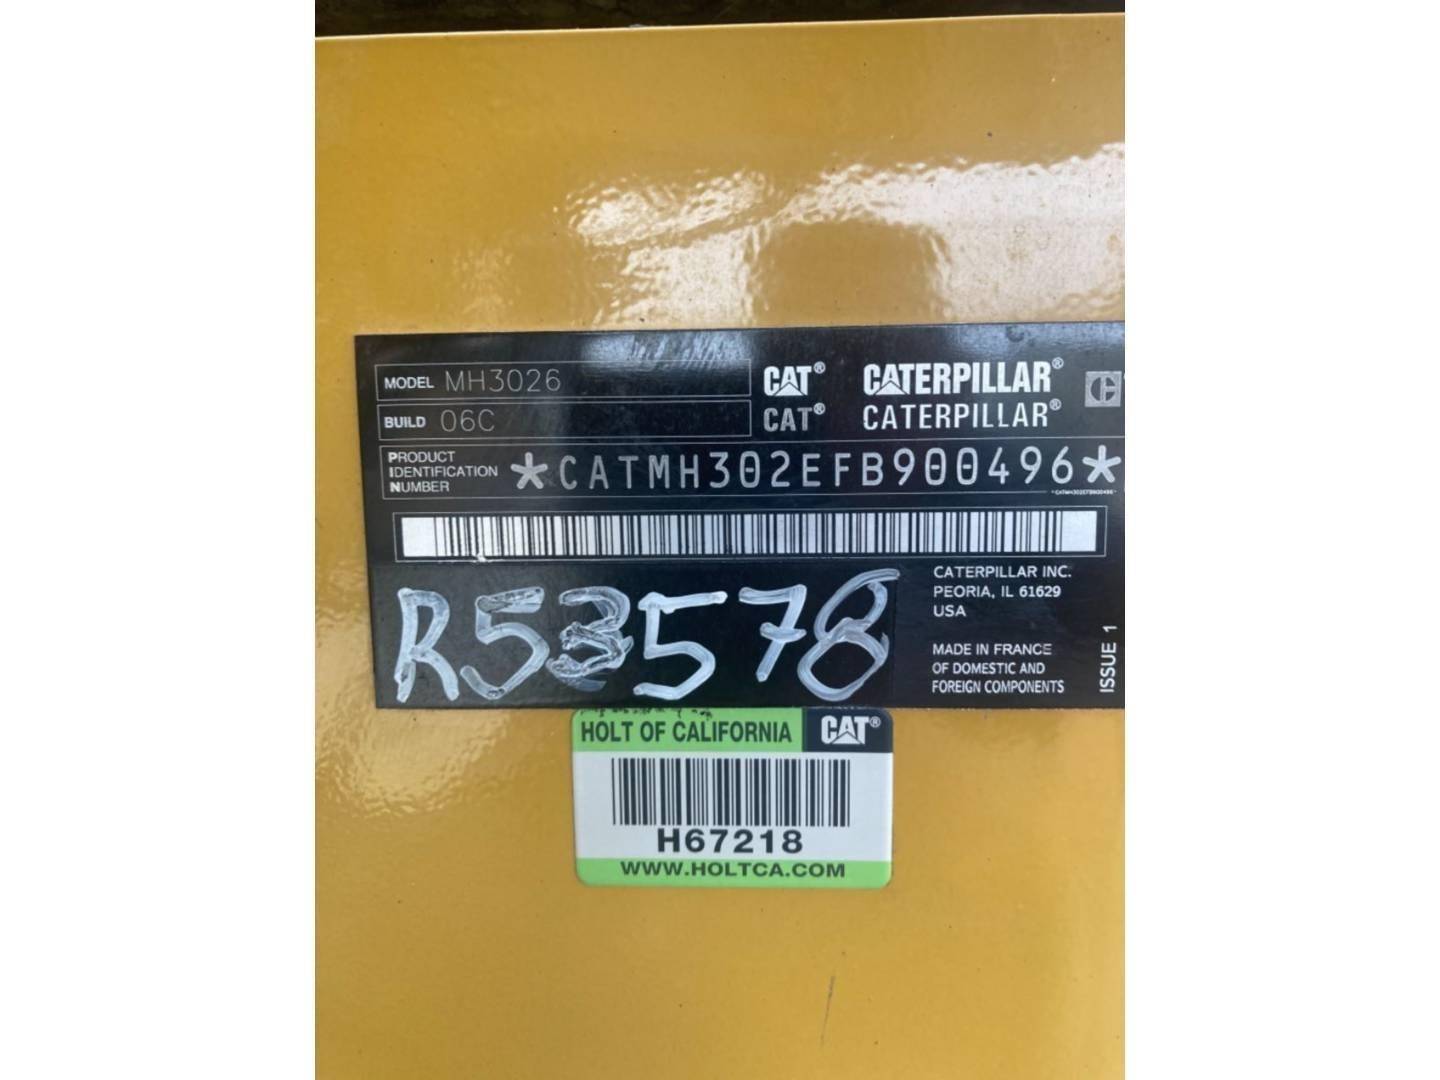 MODEL MH3026
BUILD 06C
CAT® CATERPILLAR®
CAT® CATERPILLAR®
PRODUCT
IDENTIFICATION
NUMBER
*CATMH302EFB900496*
*CATMH302EFB900496*
R53578
CATERPILLAR INC.
PEORIA, IL 61629
USA
MADE IN FRANCE
OF DOMESTIC AND
FOREIGN COMPONENTS
ISSUE 1
HOLT OF CALIFORNIA CAT®
H67218
WWW.HOLTCA.COM